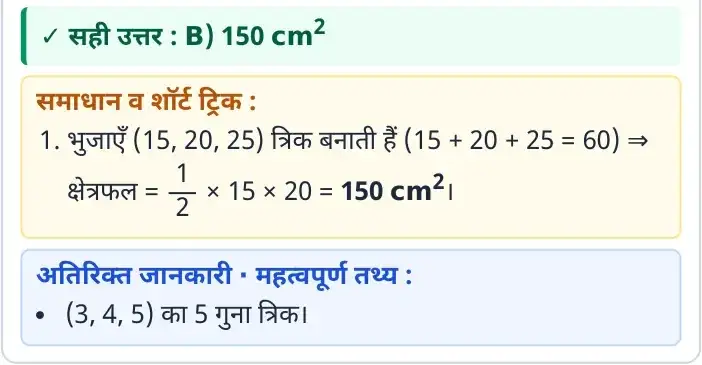 ✓ सही उत्तर : B) 150 cm²
समाधान व शॉर्ट ट्रिक :
1. भुजाएँ (15, 20, 25) त्रिक बनाती हैं (15 + 20 + 25 = 60) ⇒
क्षेत्रफल = 1/2 × 15 × 20 = 150 cm²।
अतिरिक्त जानकारी · महत्वपूर्ण तथ्य :
• (3, 4, 5) का 5 गुना त्रिक।